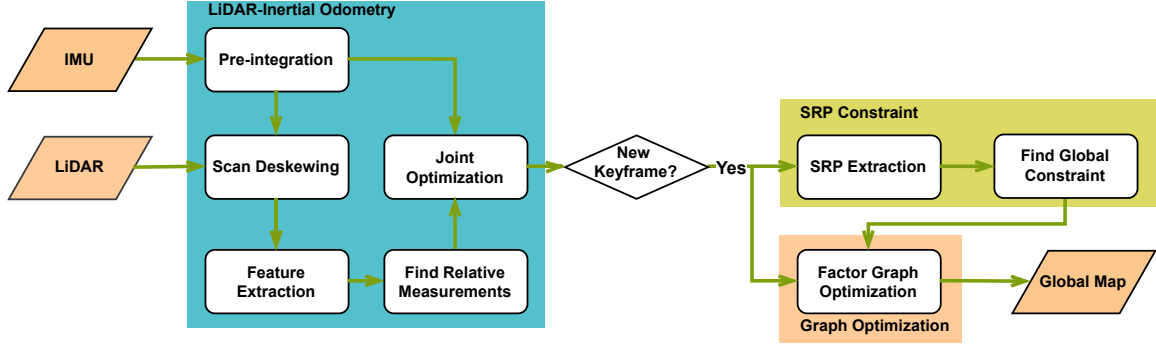 LiDAR-Inertial Odometry
IMU
Pre-integration
LiDAR
Scan Deskewing
Joint
Optimization
Feature
Extraction
Find Relative
Measurements
New
Keyframe?
Yes
SRP Constraint
SRP Extraction
Find Global
Constraint
Factor Graph
Optimization
Graph Optimization
Global Map